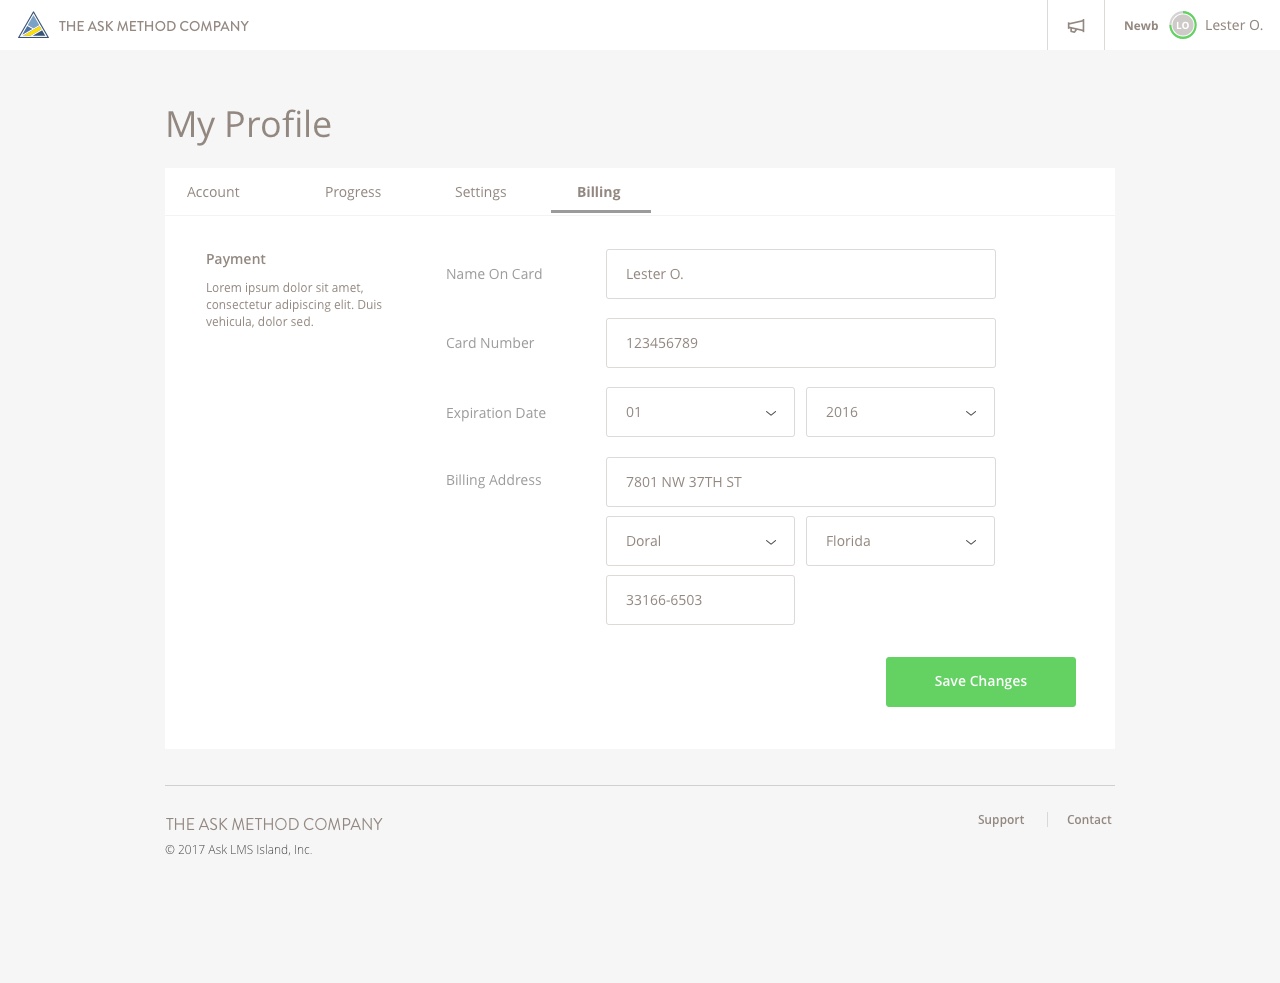 THE ASK METHOD COMPANY
Newb
LO
Lester O.
My Profile
Account
Progress
Settings
Billing
Payment
Lorem ipsum dolor sit amet,
consectetur adipiscing elit. Duis
vehicula, dolor sed.
Name On Card
Lester O.
Card Number
123456789
Expiration Date
01
2016
Billing Address
7801 NW 37TH ST
Doral
Florida
33166-6503
Save Changes
THE ASK METHOD COMPANY
© 2017 Ask LMS Island, Inc.
Support
Contact